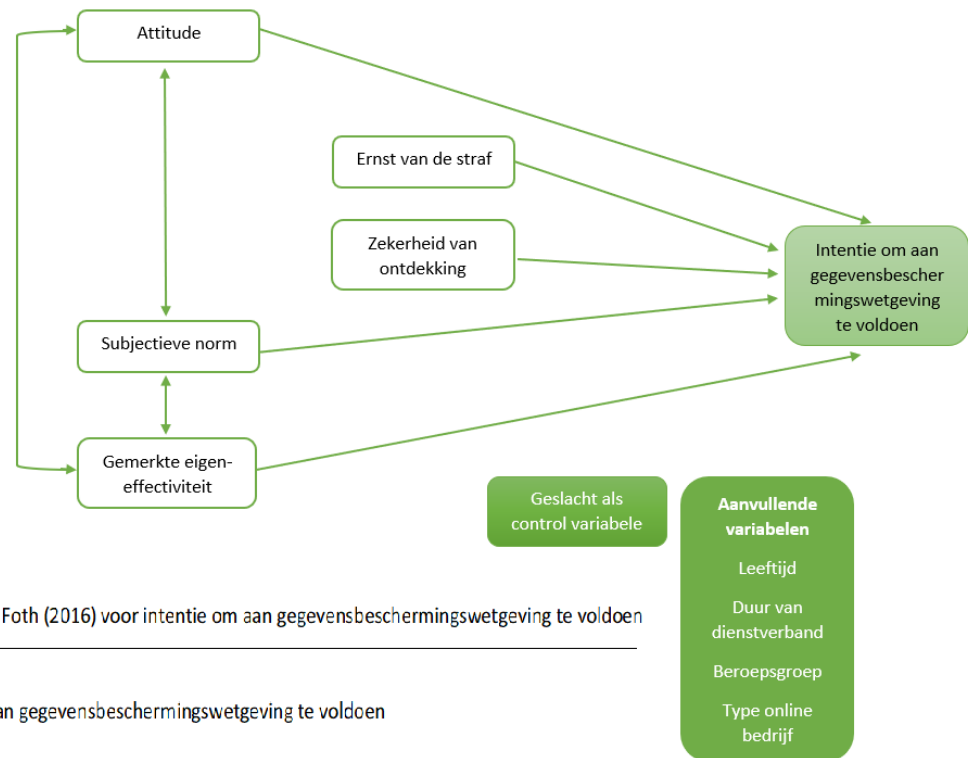 Attitude
Ernst van de straf
Zekerheid van
ontdekking
Intentie om aan
gegevensbescher
mingswetgeving
te voldoen
Subjectieve norm
Gemerkte eigen-
effectiviteit
Geslacht als
control variabele
Aanvullende
variabelen
Leeftijd
Duur van
dienstverband
Beroepsgroep
Type online
bedrijf
Foth (2016) voor intentie om aan gegevensbeschermingswetgeving te voldoen
gegevensbeschermingswetgeving te voldoen